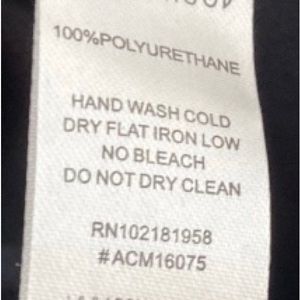 100%POLYURETHANE
HAND WASH COLD
DRY FLAT IRON LOW
NO BLEACH
DO NOT DRY CLEAN
RN102181958
#ACM16075